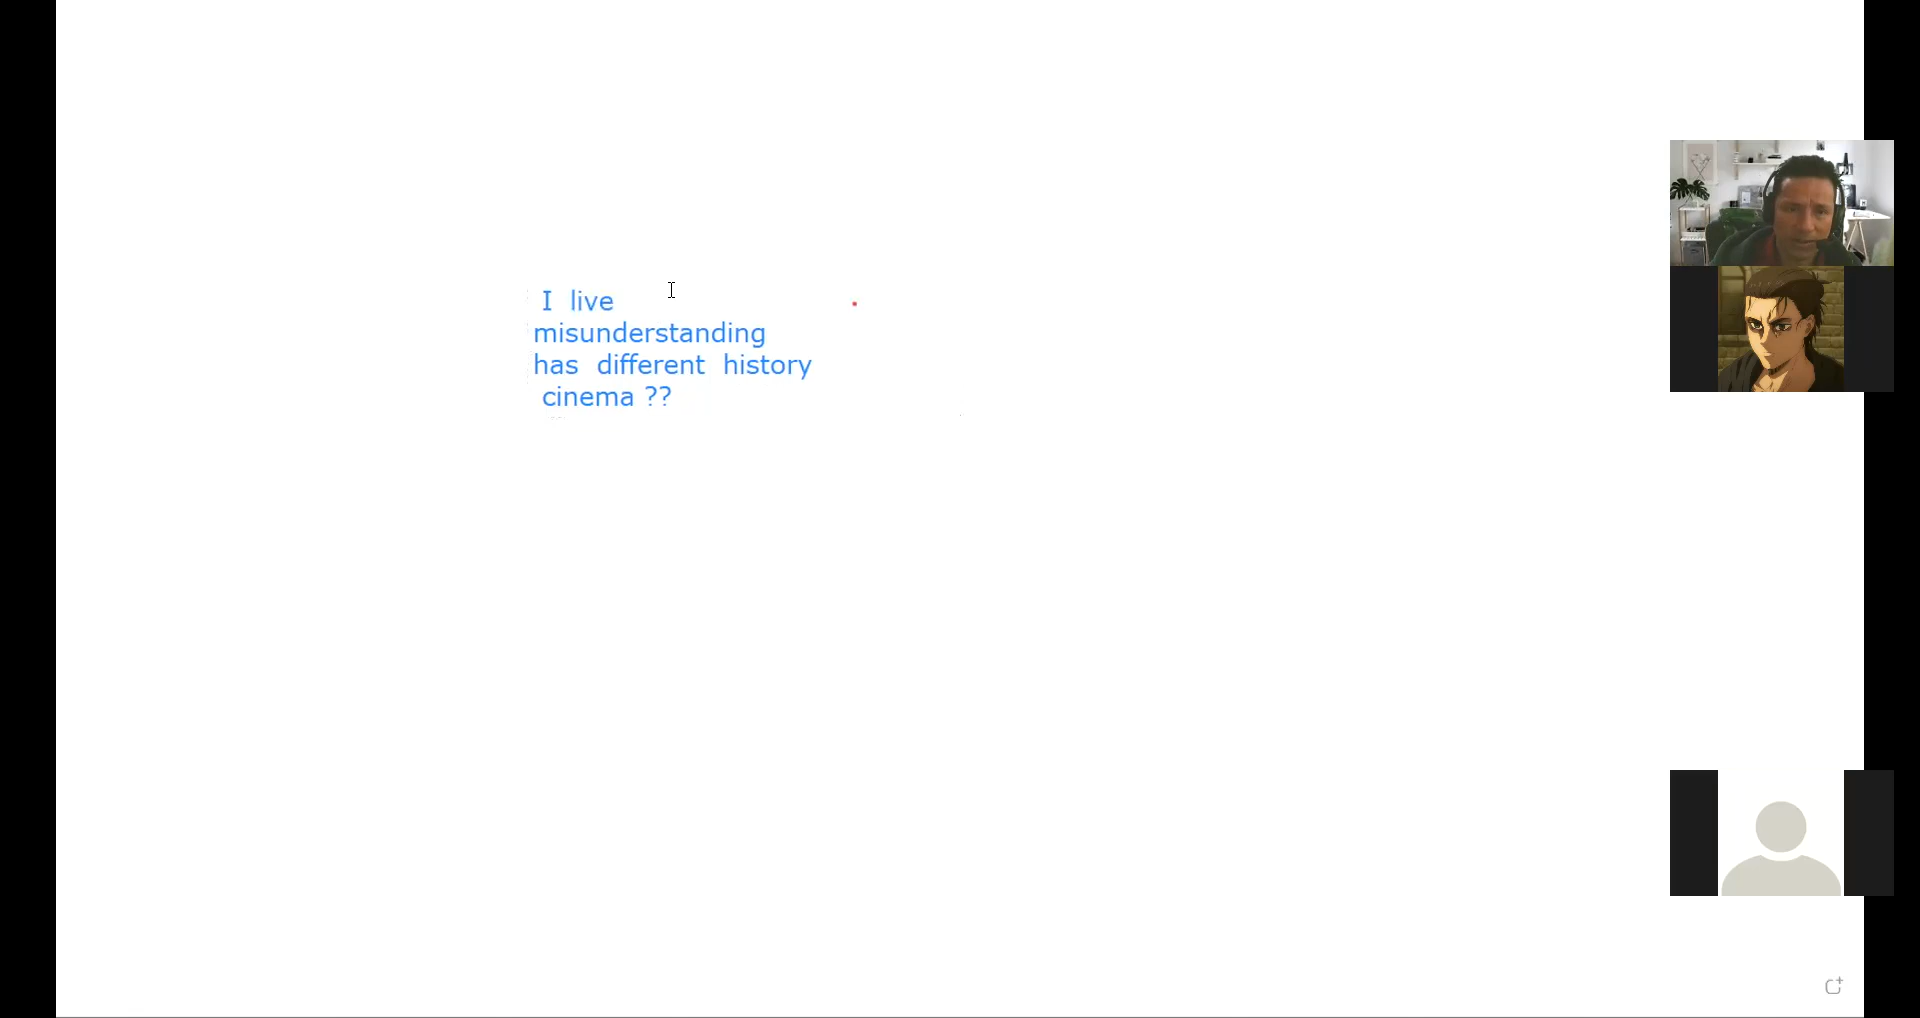 I live
misunderstanding
has different history
cinema ??